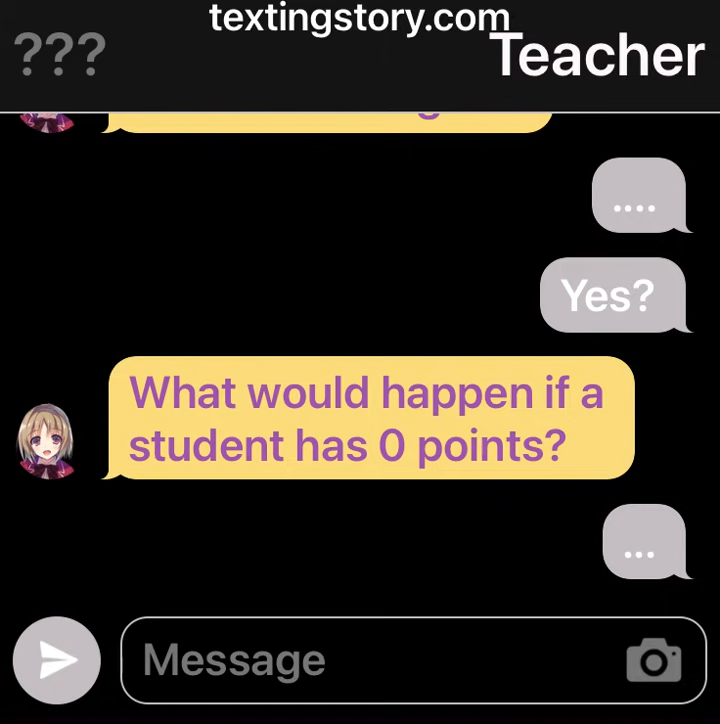 textingstory.com
??? Teacher
....
Yes?
What would happen if a
student has 0 points?
...
Message